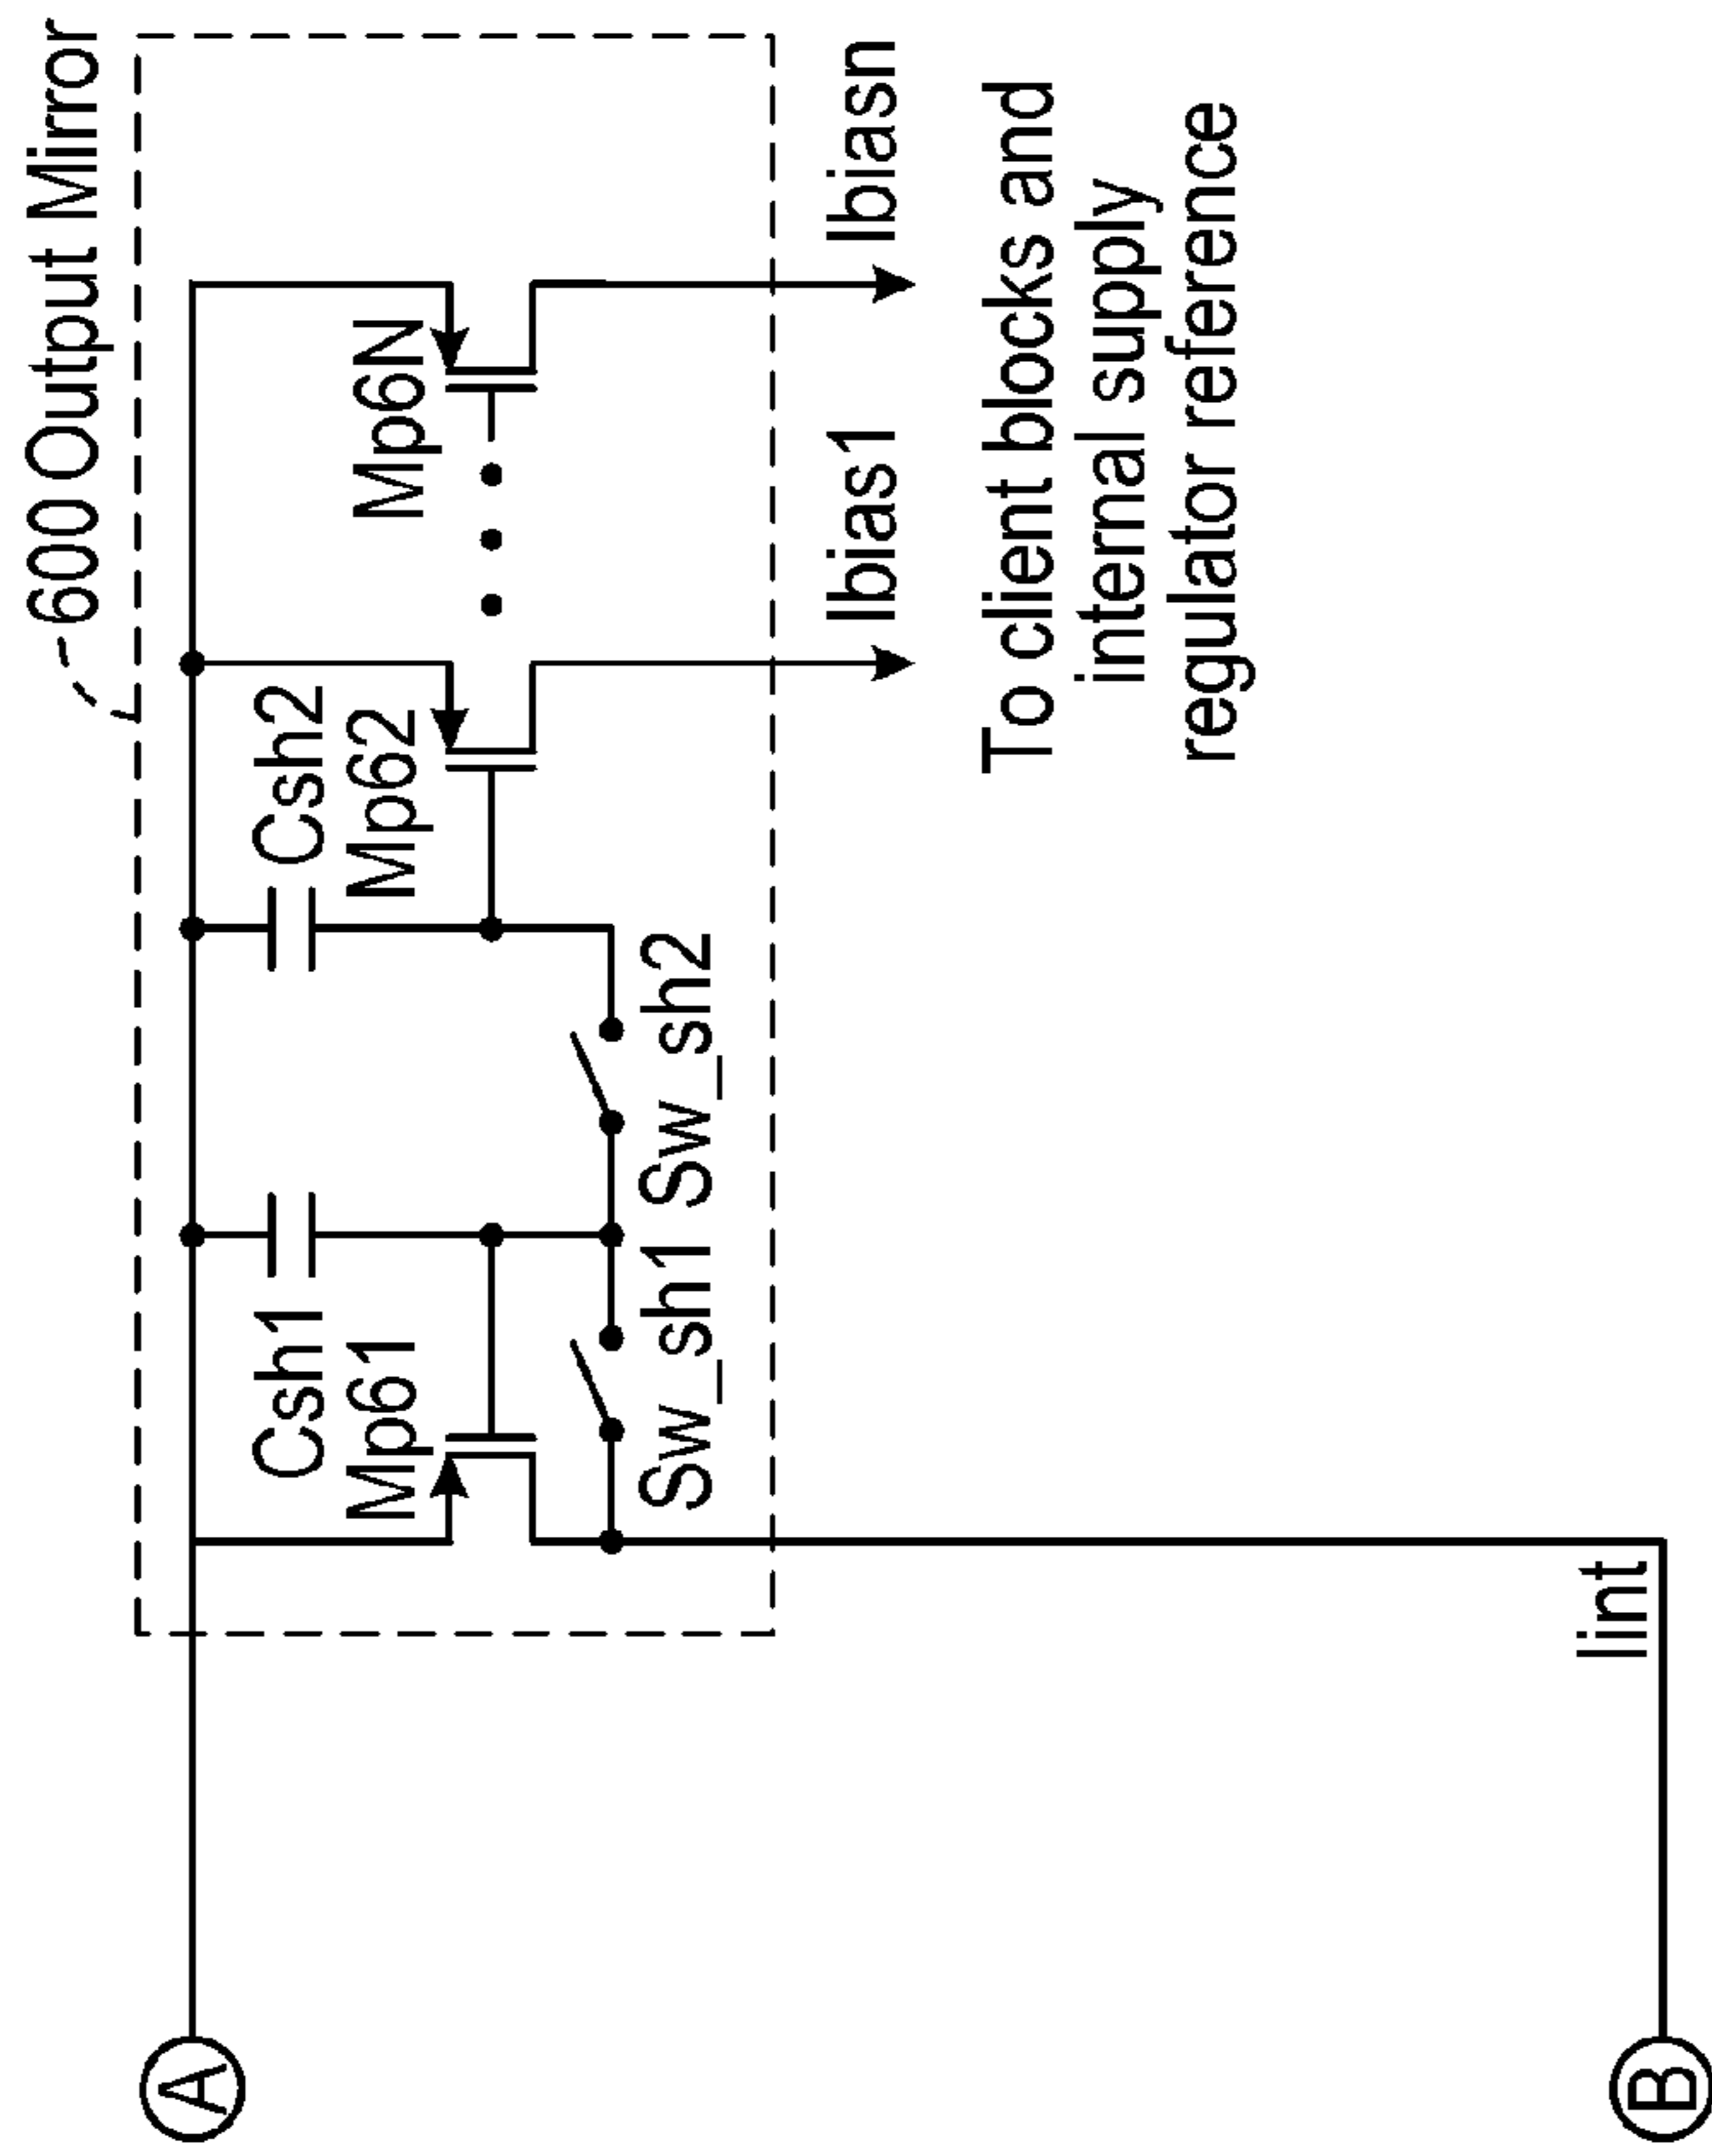 600 Output Mirror
Csh1
Csh2
Mp61
Mp62
Mp6N
Sw_sh1 Sw_sh2
Ibias1
Ibiasn
To client blocks and
internal supply
regulator reference
Iint
A
B